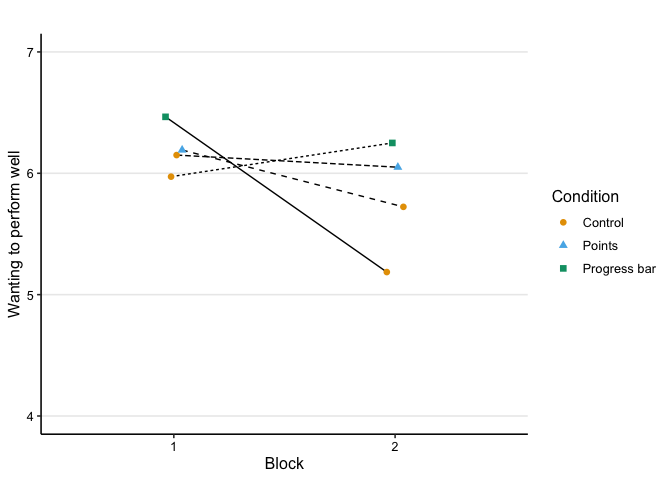 7
6
5
4
Wanting to perform well
1
2
Block
Condition
Control
Points
Progress bar